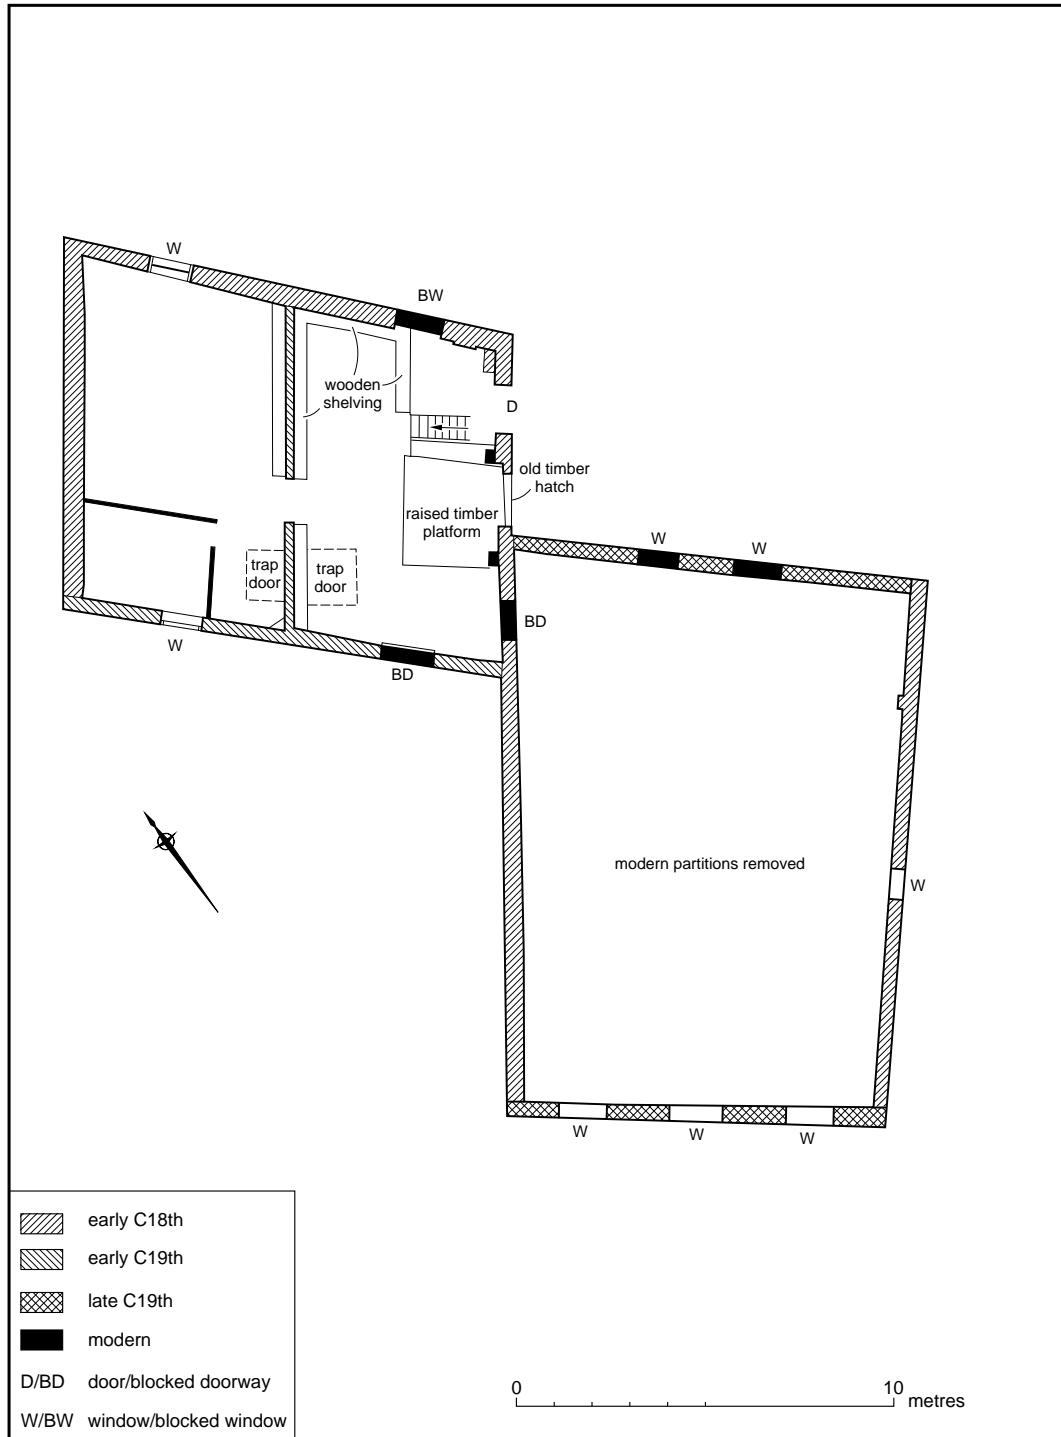 W
BW
wooden
shelving
D
old timber
hatch
raised timber
platform
W
W
trap
door
trap
door
BD
W
BD
modern partitions removed
W
W
W
W
early C18th
early C19th
late C19th
modern
D/BD door/blocked doorway
W/BW window/blocked window
0 10
metres